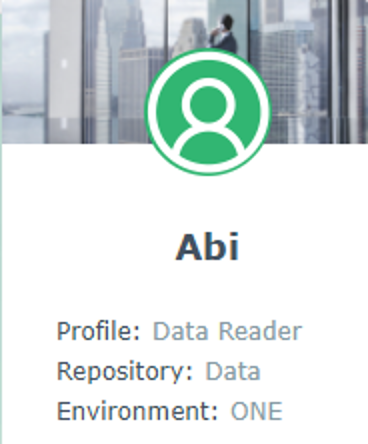 Abi
Profile: Data Reader
Repository: Data
Environment: ONE